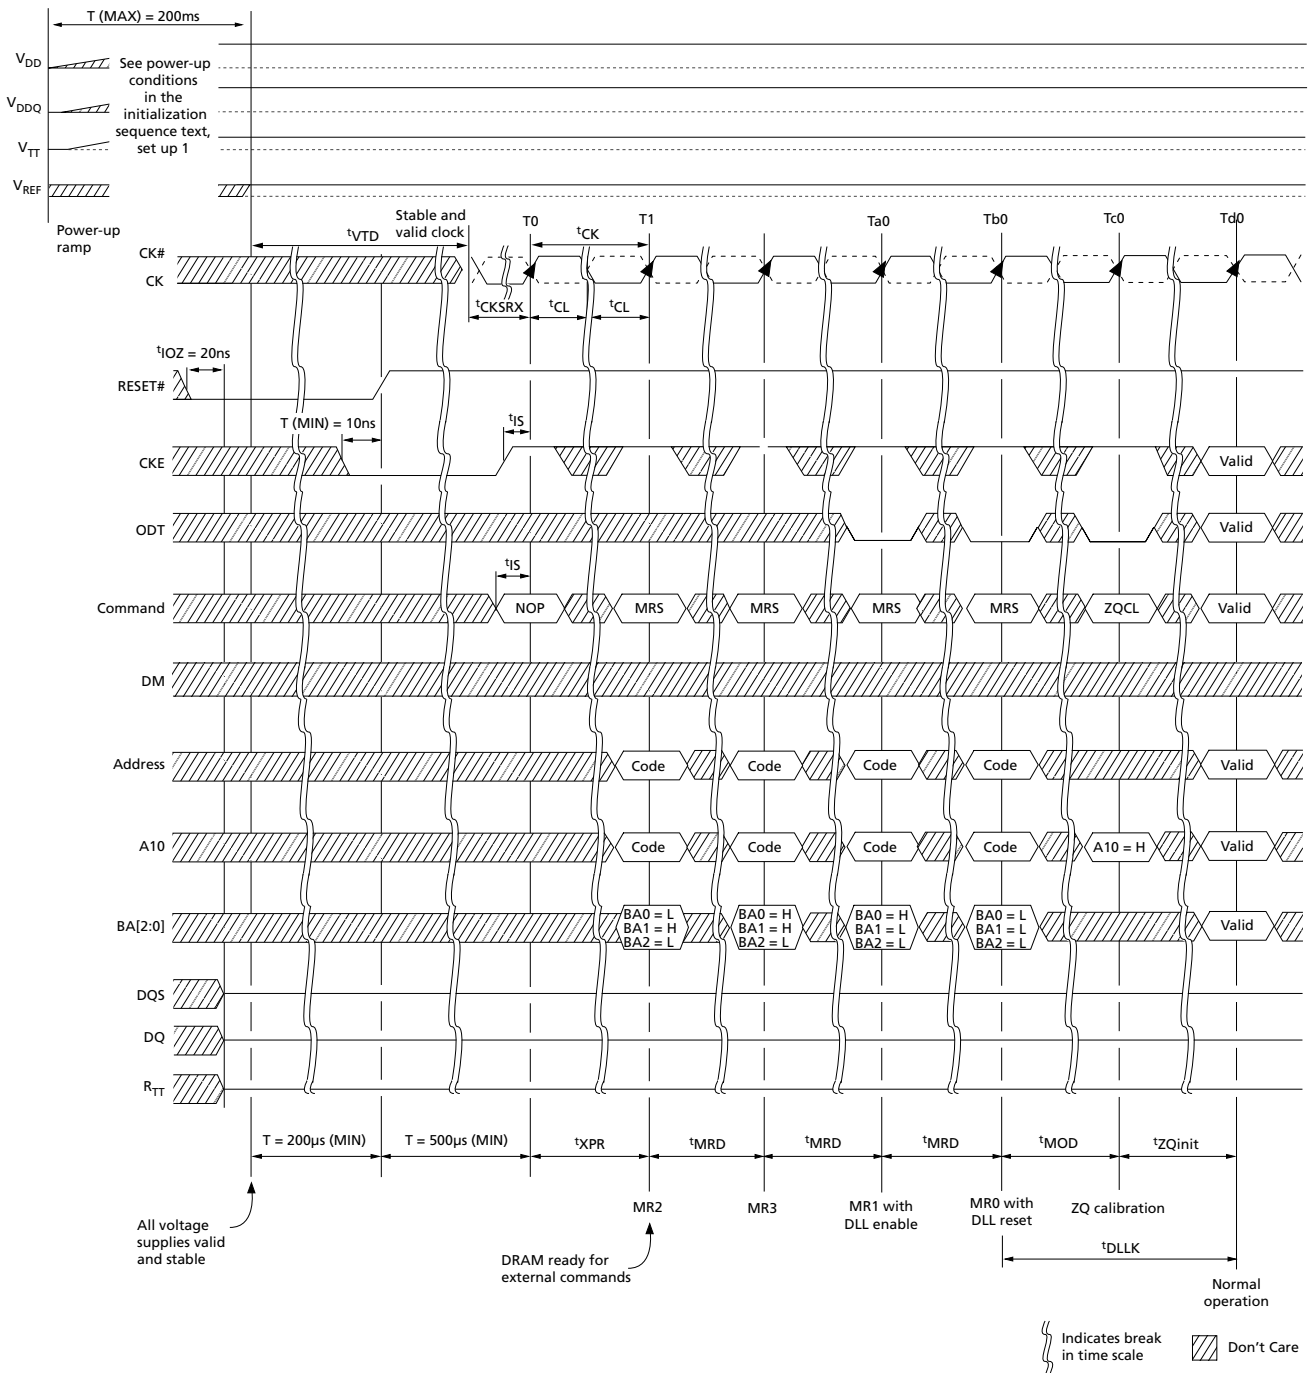 T (MAX) = 200ms
VDD
See power-up
conditions
in the
initialization
sequence text,
set up 1
VDDQ
VTT
VREF
Power-up
ramp
Stable and
valid clock
T0
T1
Ta0
Tb0
Tc0
Td0
tVTD
tCK
CK#
CK
tCKSRX
tCL
tCL
tIOZ = 20ns
RESET#
T (MIN) = 10ns
tIS
CKE
Valid
ODT
Valid
tIS
Command
NOP
MRS
MRS
MRS
MRS
ZQCL
Valid
DM
Address
Code
Code
Code
Code
Valid
A10
Code
Code
Code
Code
A10 = H
Valid
BA[2:0]
BA0 = L
BA1 = H
BA2 = L
BA0 = H
BA1 = H
BA2 = L
BA0 = H
BA1 = L
BA2 = L
BA0 = L
BA1 = L
BA2 = L
Valid
DQS
DQ
RTT
T = 200µs (MIN)
T = 500µs (MIN)
tXPR
tMRD
tMRD
tMRD
tMOD
tZQinit
MR2
MR3
MR1 with
DLL enable
MR0 with
DLL reset
ZQ calibration
All voltage
supplies valid
and stable
DRAM ready for
external commands
tDLLK
Normal
operation
Indicates break
in time scale
Don't Care